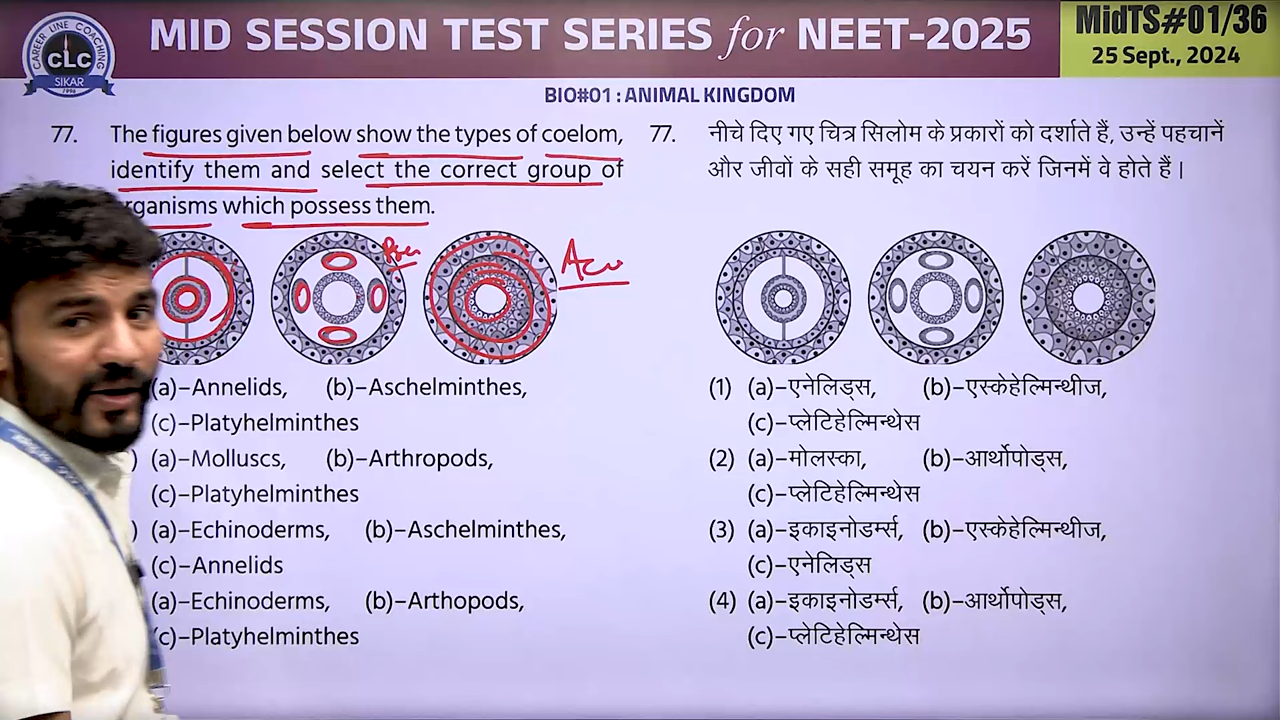 CAREER LINE COACHING
CLC
SIKAR
1996
MID SESSION TEST SERIES for NEET-2025
MidTS#01/36
25 Sept., 2024
BIO#01 : ANIMAL KINGDOM
77. The figures given below show the types of coelom,
identify them and select the correct group of
rganisms which possess them.
Aco
(a)–Annelids, (b)–Aschelminthes,
(c)–Platyhelminthes
) (a)–Molluscs, (b)–Arthropods,
(c)–Platyhelminthes
) (a)–Echinoderms, (b)–Aschelminthes,
(c)–Annelids
(a)–Echinoderms, (b)–Arthopods,
(c)–Platyhelminthes
77. नीचे दिए गए चित्र सिलोम के प्रकारों को दर्शाते हैं, उन्हें पहचानें
और जीवों के सही समूह का चयन करें जिनमें वे होते हैं।
(1) (a)–एनेलिड्स, (b)–एस्केहेल्मिन्थीज,
(c)–प्लेटिहेल्मिन्थेस
(2) (a)–मोलस्का, (b)–आर्थोपोड्स,
(c)–प्लेटिहेल्मिन्थेस
(3) (a)–इकाइनोडर्म्स, (b)–एस्केहेल्मिन्थीज,
(c)–एनेलिड्स
(4) (a)–इकाइनोडर्म्स, (b)–आर्थोपोड्स,
(c)–प्लेटिहेल्मिन्थेस